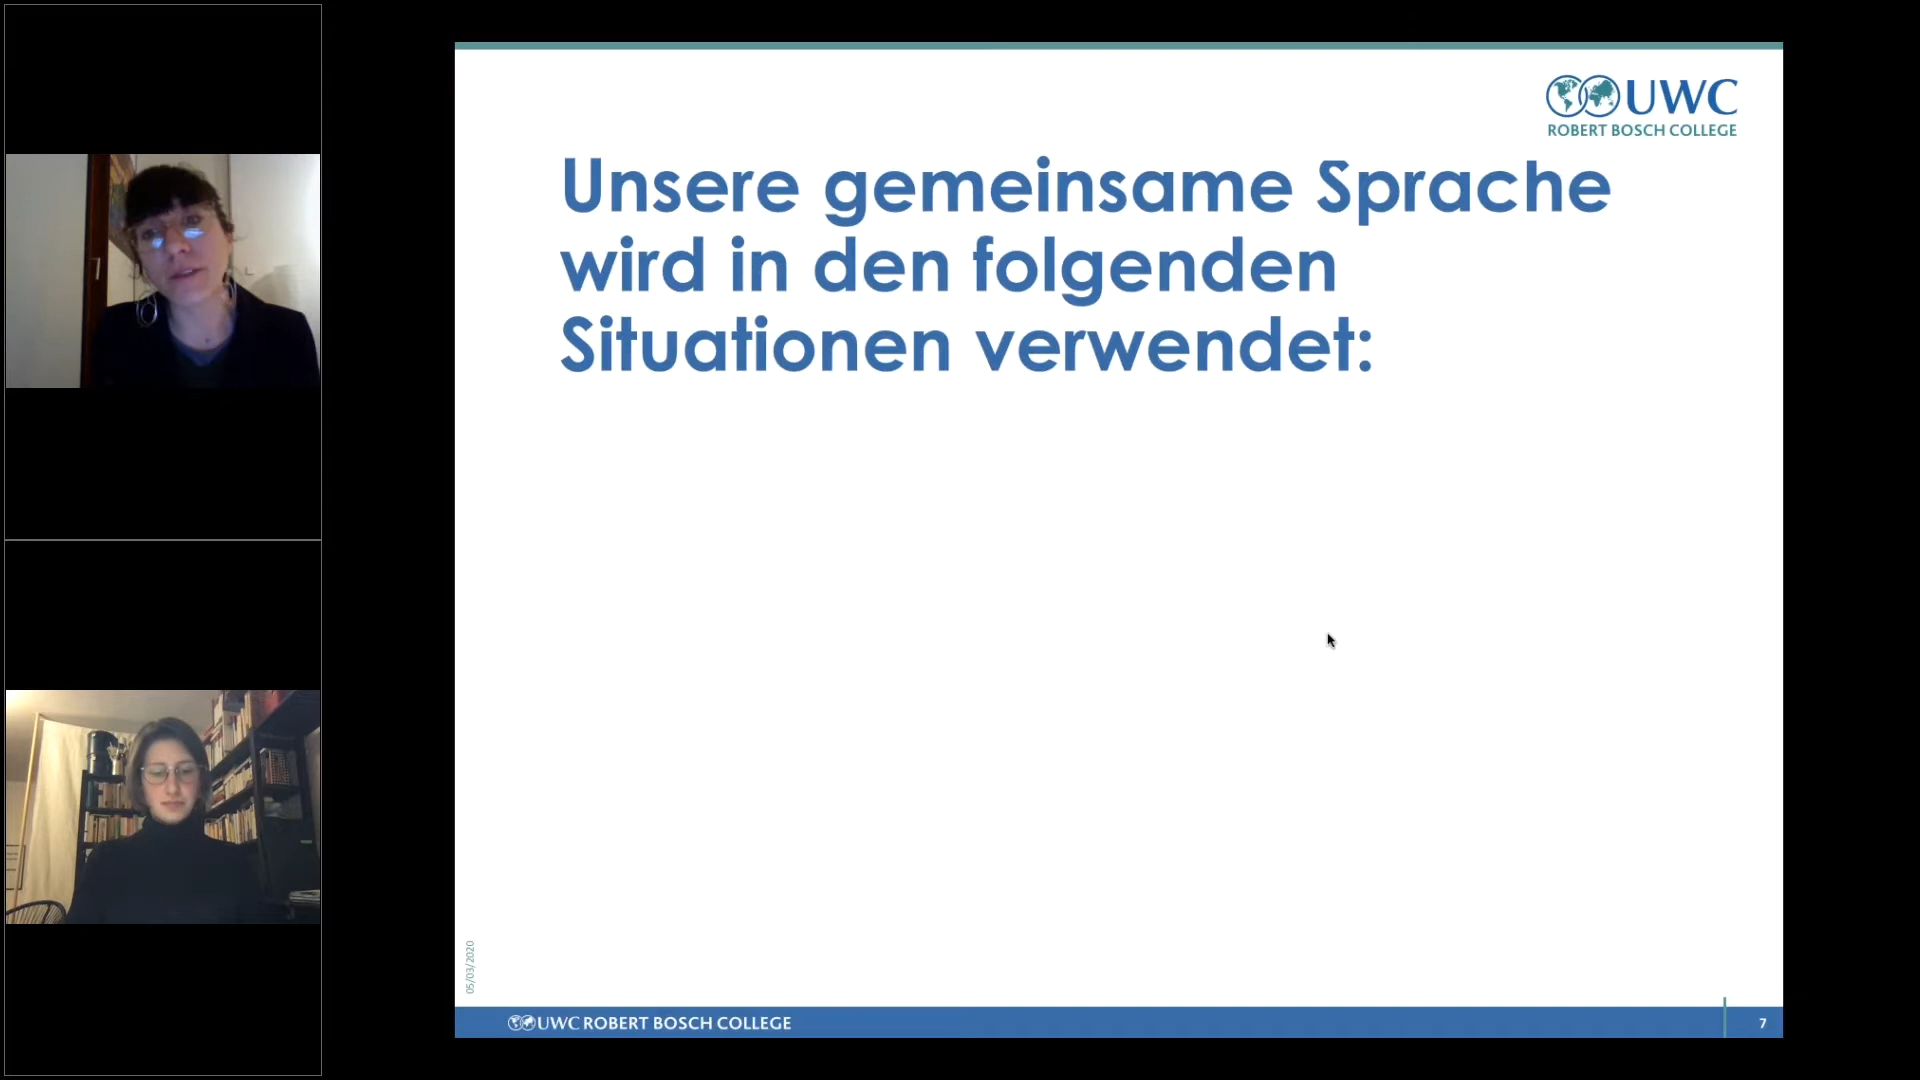 UWC
ROBERT BOSCH COLLEGE
Unsere gemeinsame Sprache
wird in den folgenden
Situationen verwendet:
05/03/2020
UWC ROBERT BOSCH COLLEGE
7